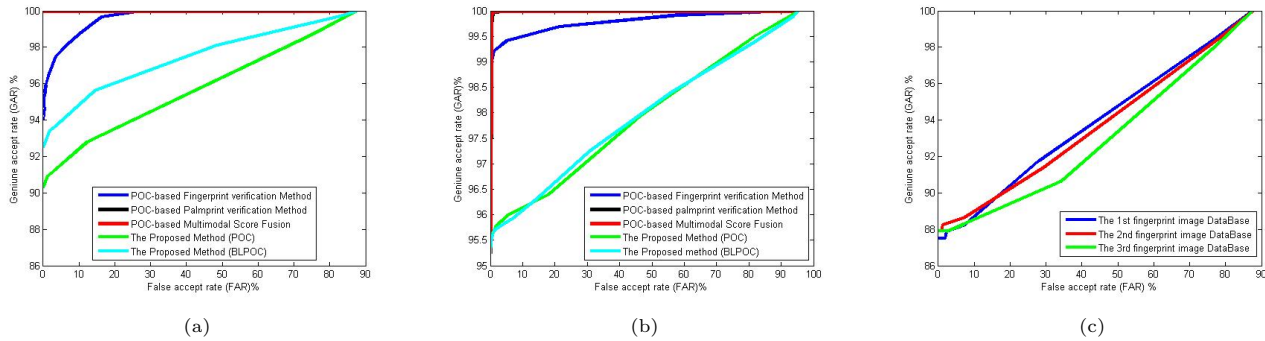 100
98
96
94
92
90
88
86
0
10
20
30
40
50
60
70
80
90
Geniune accept rate (GAR) %
False accept rate (FAR)%
POC-based Fingerprint verification Method
POC-based Palmprint verification Method
POC-based Multimodal Score Fusion
The Proposed Method (POC)
The Proposed Method (BLPOC)
(a)
100
99.5
99
98.5
98
97.5
97
96.5
96
95.5
95
0
10
20
30
40
50
60
70
80
90
100
Geniune accept rate (GAR)%
False accept rate (FAR)%
POC-based Fingerprint verification Method
POC-based palmprint verification Method
POC-based Multimodal Score Fusion
The Proposed Method (POC)
The Proposed method (BLPOC)
(b)
100
98
96
94
92
90
88
86
0
10
20
30
40
50
60
70
80
90
Geniune accept rate (GAR) %
False accept rate (FAR) %
The 1st fingerprint image DataBase
The 2nd fingerprint image DataBase
The 3rd fingerprint image DataBase
(c)